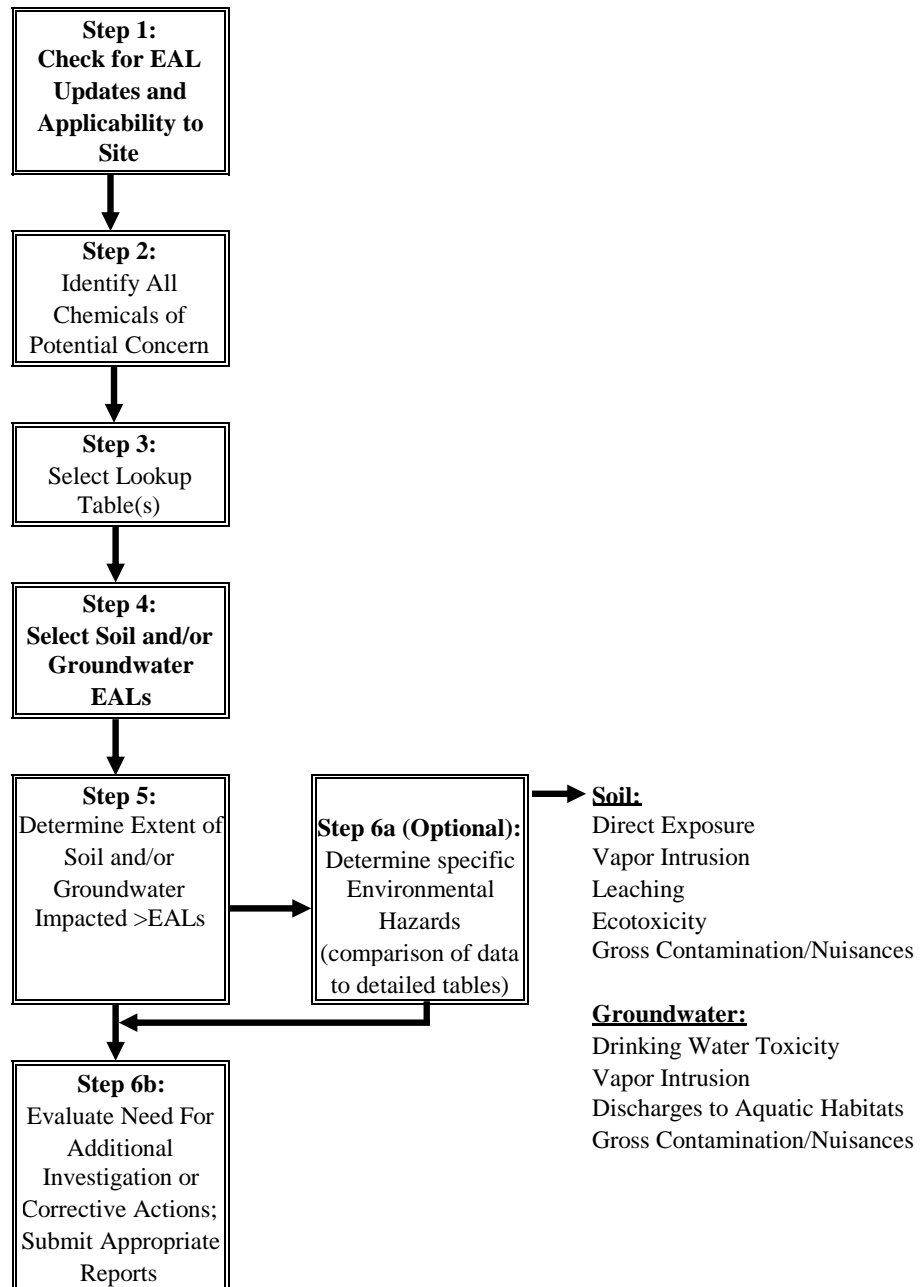 Step 1:
Check for EAL
Updates and
Applicability to
Site
Step 2:
Identify All
Chemicals of
Potential Concern
Step 3:
Select Lookup
Table(s)
Step 4:
Select Soil and/or
Groundwater
EALs
Step 5:
Determine Extent of
Soil and/or
Groundwater
Impacted >EALs
Step 6a (Optional):
Determine specific
Environmental
Hazards
(comparison of data
to detailed tables)
Soil:
Direct Exposure
Vapor Intrusion
Leaching
Ecotoxicity
Gross Contamination/Nuisances
Groundwater:
Drinking Water Toxicity
Vapor Intrusion
Discharges to Aquatic Habitats
Gross Contamination/Nuisances
Step 6b:
Evaluate Need For
Additional
Investigation or
Corrective Actions;
Submit Appropriate
Reports